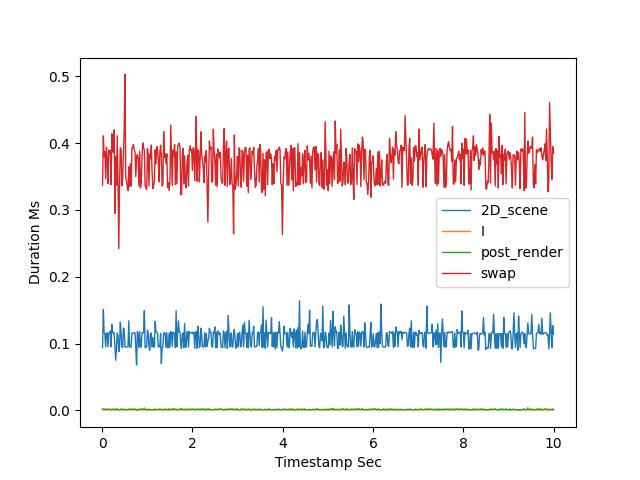 0.5
0.4
0.3
0.2
0.1
0.0
Duration Ms
2D_scene
I
post_render
swap
0 2 4 6 8 10
Timestamp Sec